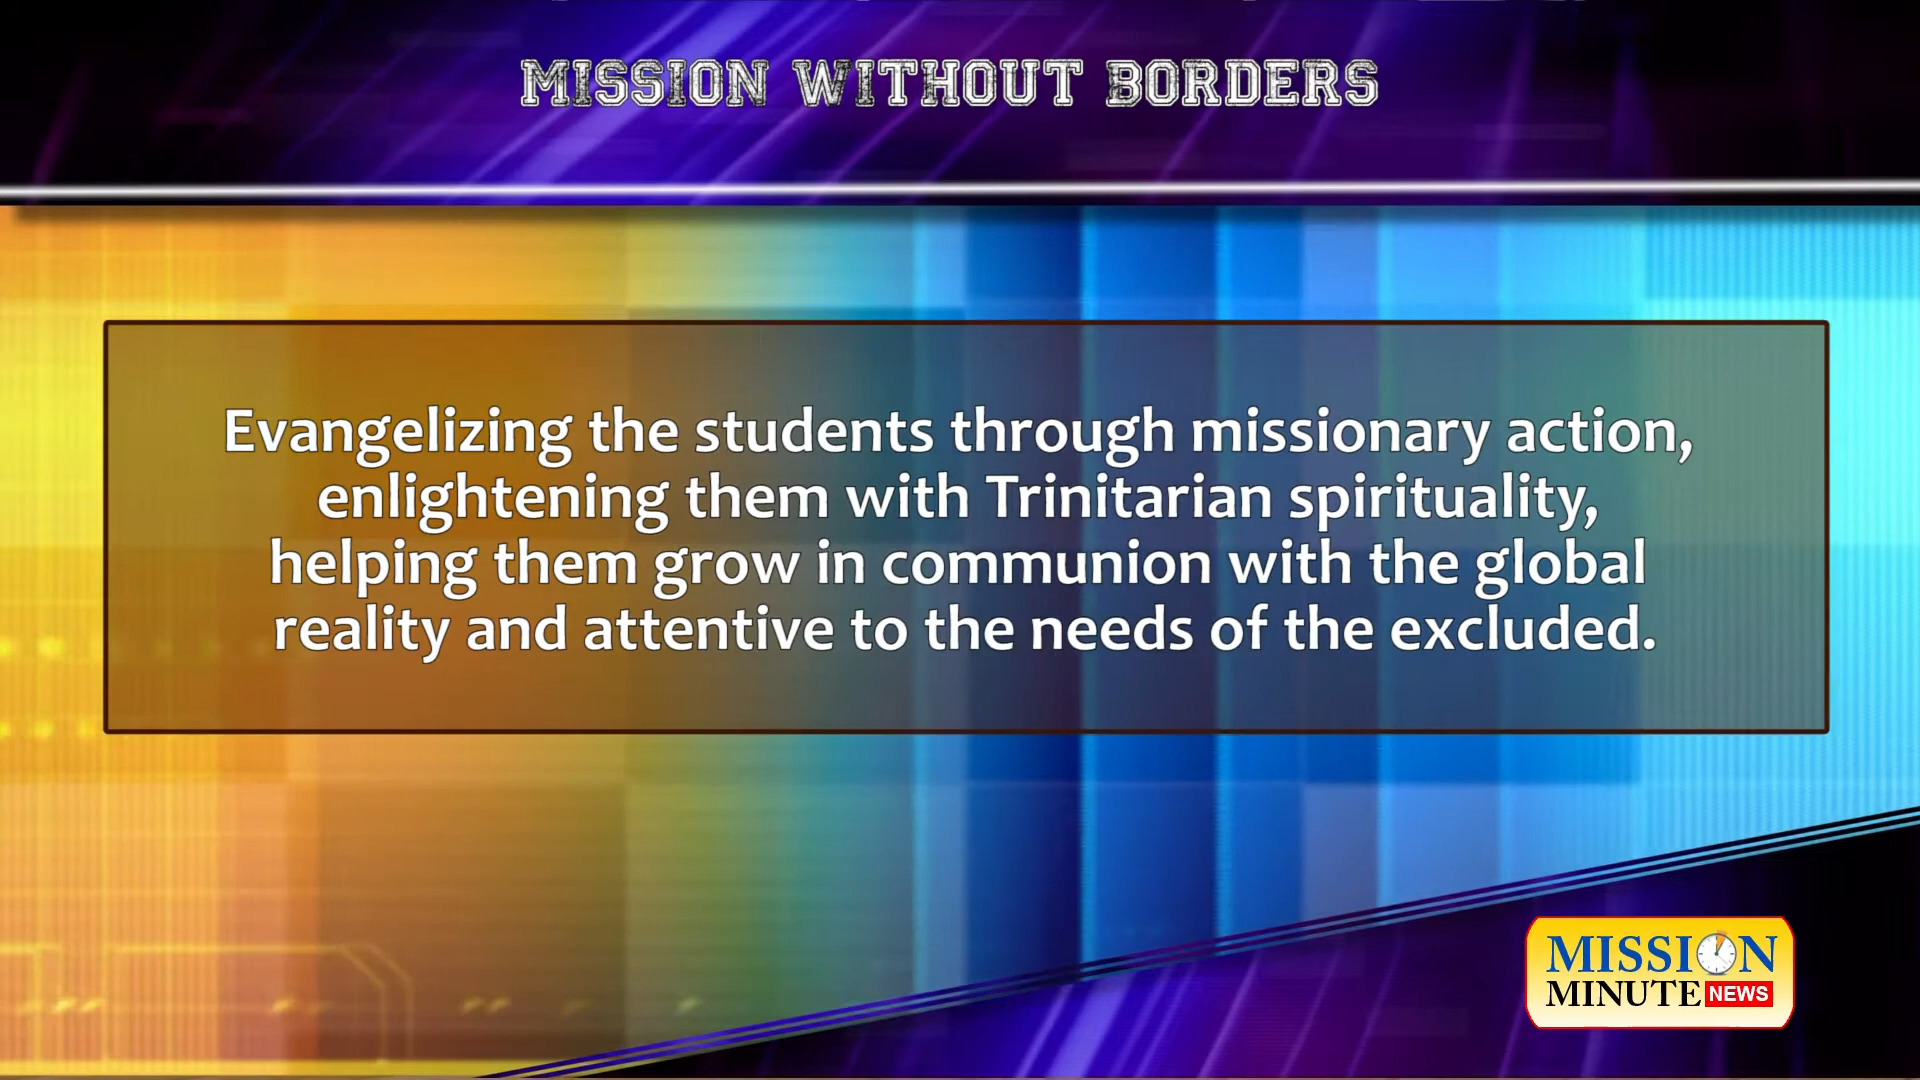 MISSION WITHOUT BORDERS
Evangelizing the students through missionary action,
enlightening them with Trinitarian spirituality,
helping them grow in communion with the global
reality and attentive to the needs of the excluded.
MISSION
MINUTE NEWS